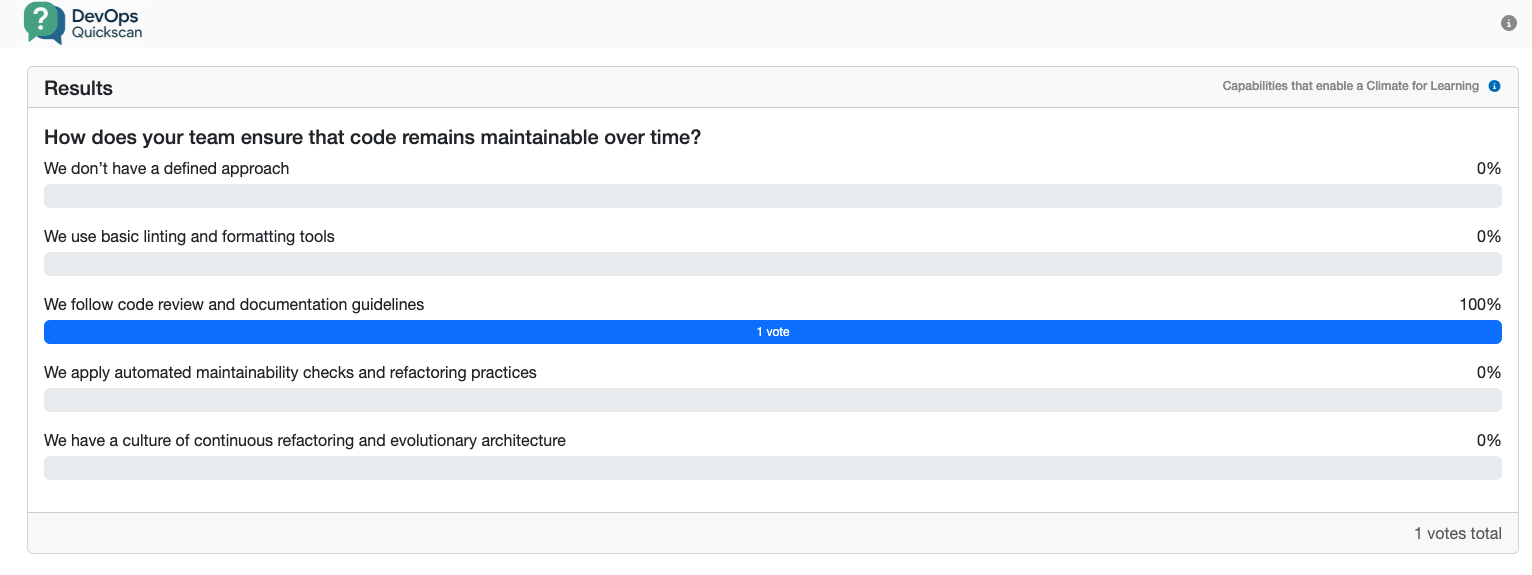 DevOps
Quickscan
Results
Capabilities that enable a Climate for Learning
How does your team ensure that code remains maintainable over time?
We don’t have a defined approach 0%
We use basic linting and formatting tools 0%
We follow code review and documentation guidelines 100%
1 vote
We apply automated maintainability checks and refactoring practices 0%
We have a culture of continuous refactoring and evolutionary architecture 0%
1 votes total